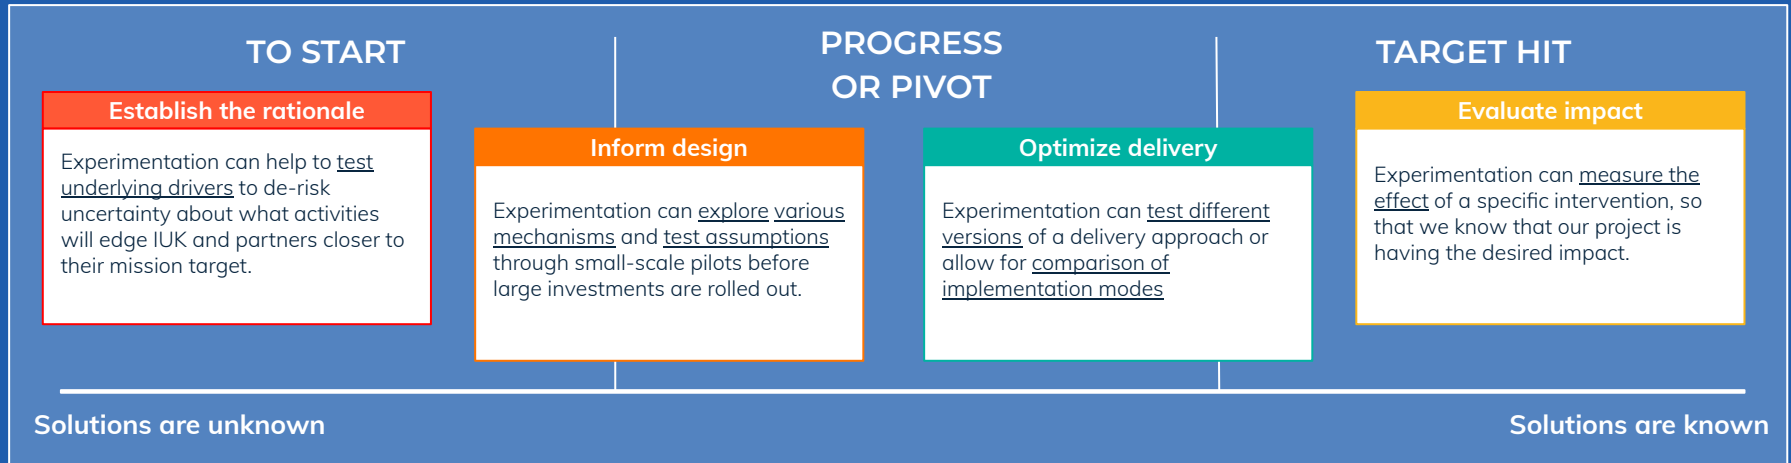 TO START
Establish the rationale
Experimentation can help to test
underlying drivers to de-risk
uncertainty about what activities
will edge IUK and partners closer to
their mission target.
PROGRESS
OR PIVOT
Inform design
Experimentation can explore various
mechanisms and test assumptions
through small-scale pilots before
large investments are rolled out.
Optimize delivery
Experimentation can test different
versions of a delivery approach or
allow for comparison of
implementation modes
TARGET HIT
Evaluate impact
Experimentation can measure the
effect of a specific intervention, so
that we know that our project is
having the desired impact.
Solutions are unknown
Solutions are known